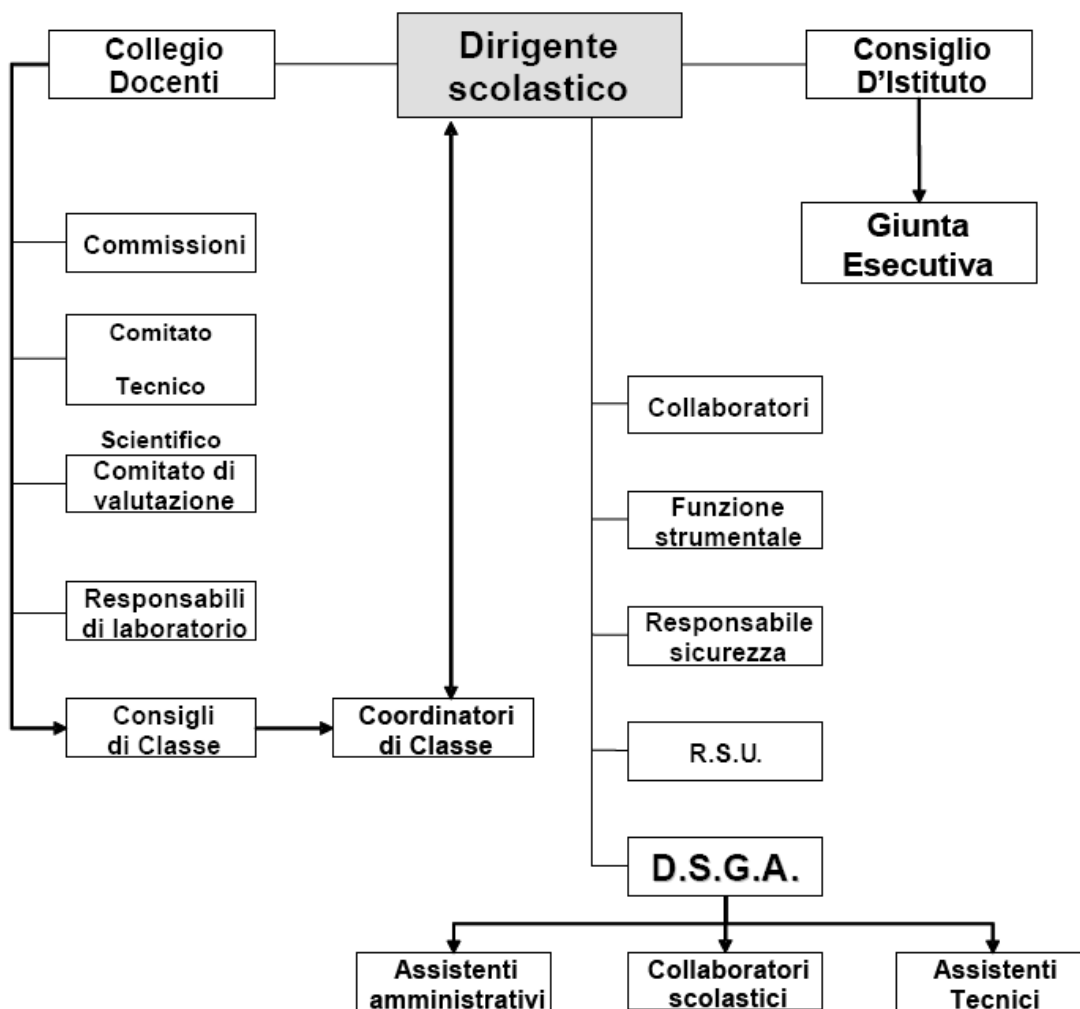 Collegio
Docenti
Dirigente
scolastico
Consiglio
D'Istituto
Giunta
Esecutiva
Commissioni
Comitato
Tecnico
Scientifico
Comitato di
valutazione
Responsabili
di laboratorio
Consigli
di Classe
Coordinatori
di Classe
Collaboratori
Funzione
strumentale
Responsabile
sicurezza
R.S.U.
D.S.G.A.
Assistenti
amministrativi
Collaboratori
scolastici
Assistenti
Tecnici